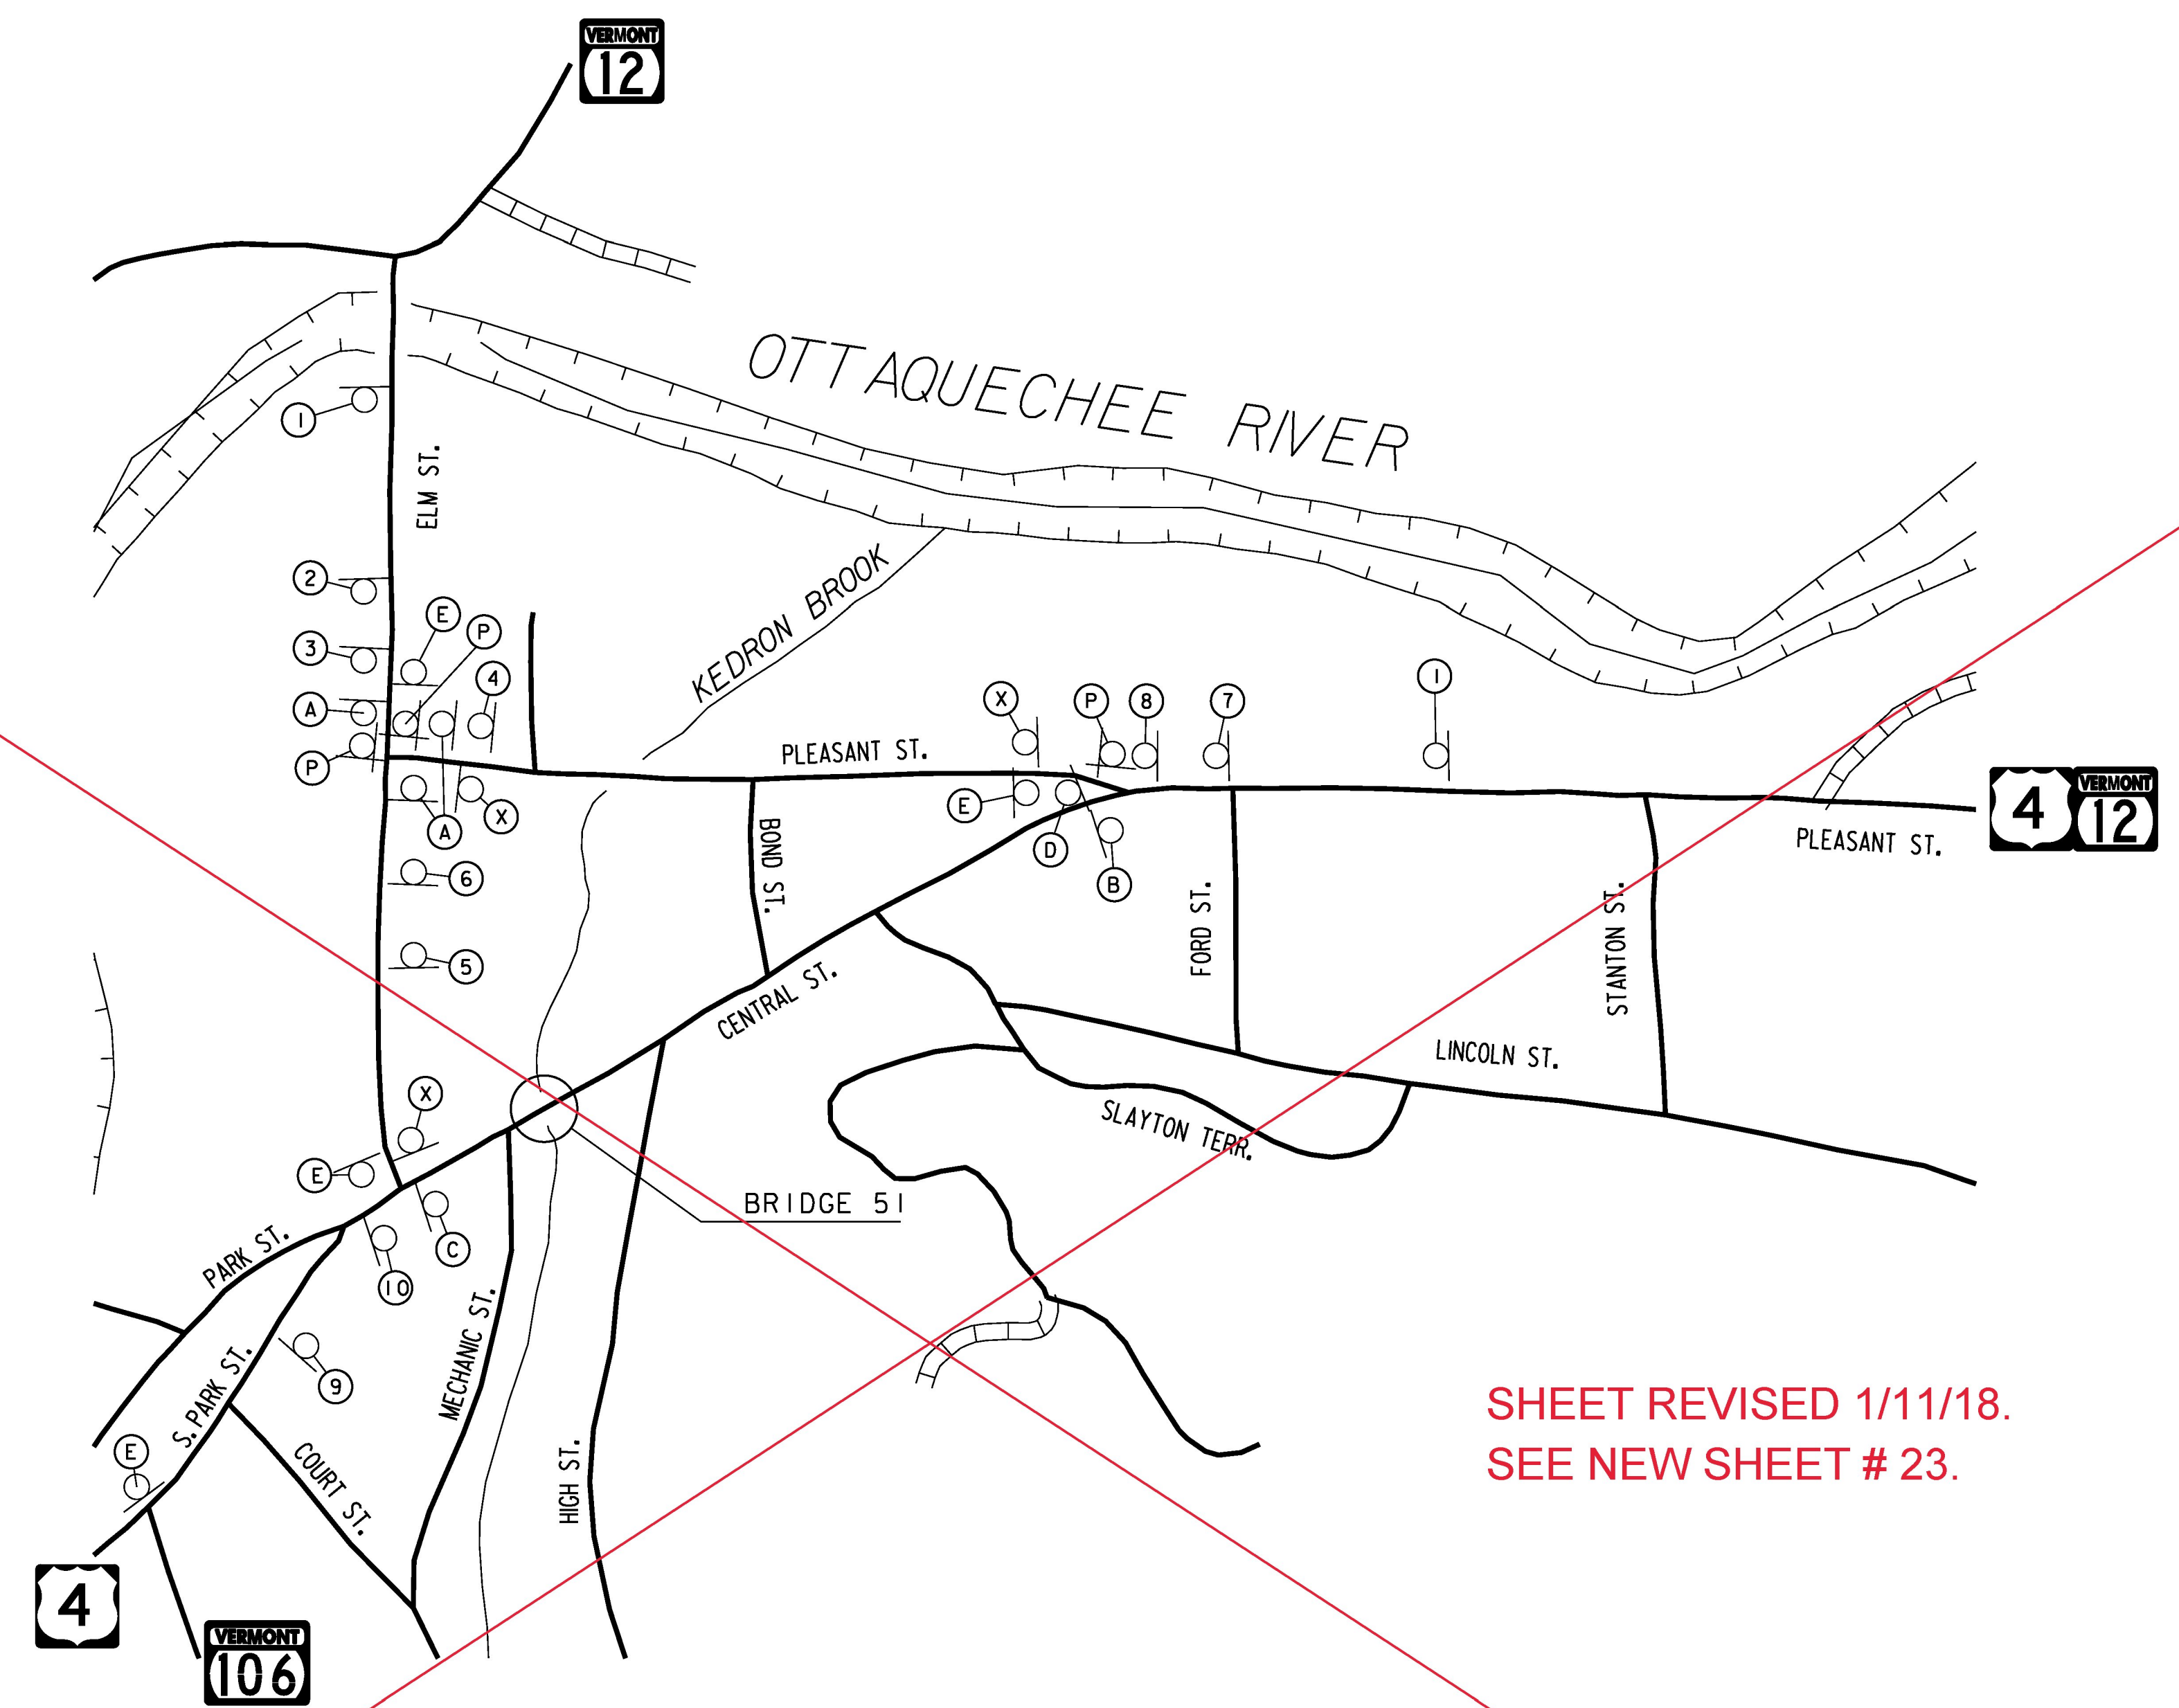 VERMONT
12
OTTAQUECHEE RIVER
1
ELM ST.
KEDRON BROOK
2
E
P
3
4
1
A
X
P
8
7
P
PLEASANT ST.
E
4
VERMONT
12
X
A
D
PLEASANT ST.
BOND ST.
6
B
FORD ST.
STANTON ST.
5
CENTRAL ST.
LINCOLN ST.
X
SLAYTON TERR.
E
BRIDGE 51
PARK ST.
C
10
MECHANIC ST.
S. PARK ST.
9
SHEET REVISED 1/11/18.
SEE NEW SHEET # 23.
E
COURT ST.
HIGH ST.
4
VERMONT
106